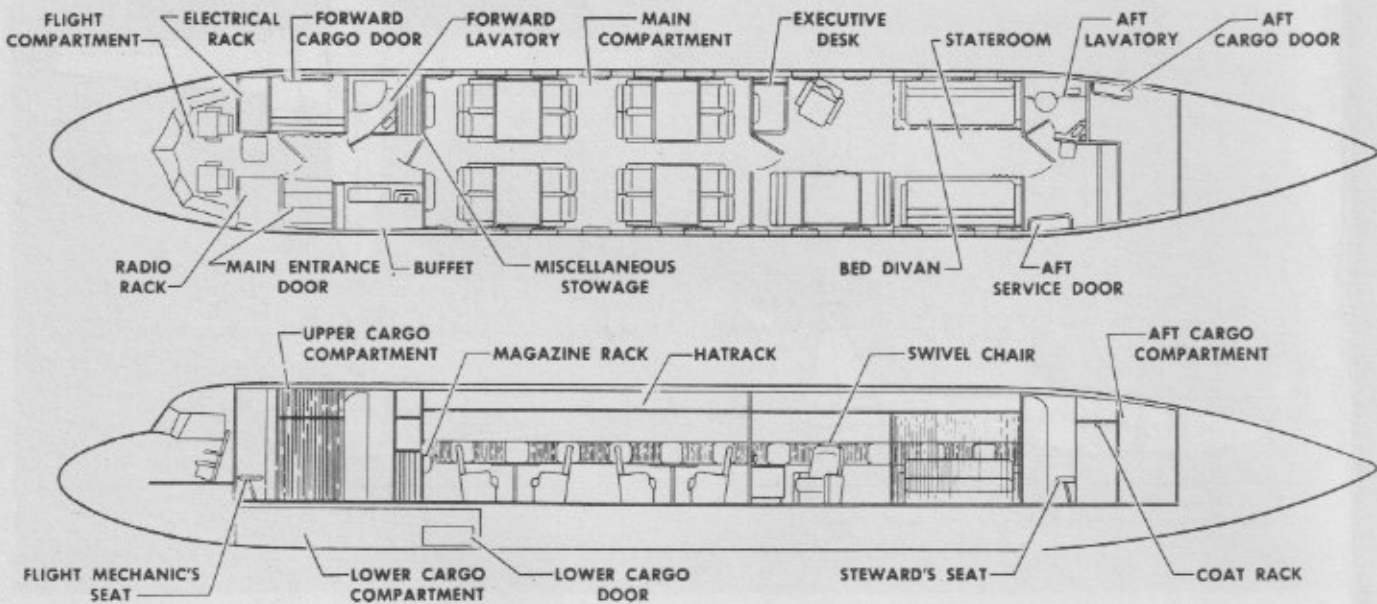 FLIGHT
COMPARTMENT
ELECTRICAL
RACK
FORWARD
CARGO DOOR
FORWARD
LAVATORY
MAIN
COMPARTMENT
EXECUTIVE
DESK
STATEROOM
AFT
LAVATORY
AFT
CARGO DOOR
RADIO
RACK
MAIN ENTRANCE
DOOR
BUFFET
MISCELLANEOUS
STOWAGE
BED DIVAN
AFT
SERVICE DOOR
UPPER CARGO
COMPARTMENT
MAGAZINE RACK
HATRACK
SWIVEL CHAIR
AFT CARGO
COMPARTMENT
FLIGHT MECHANIC'S
SEAT
LOWER CARGO
COMPARTMENT
LOWER CARGO
DOOR
STEWARD'S SEAT
COAT RACK